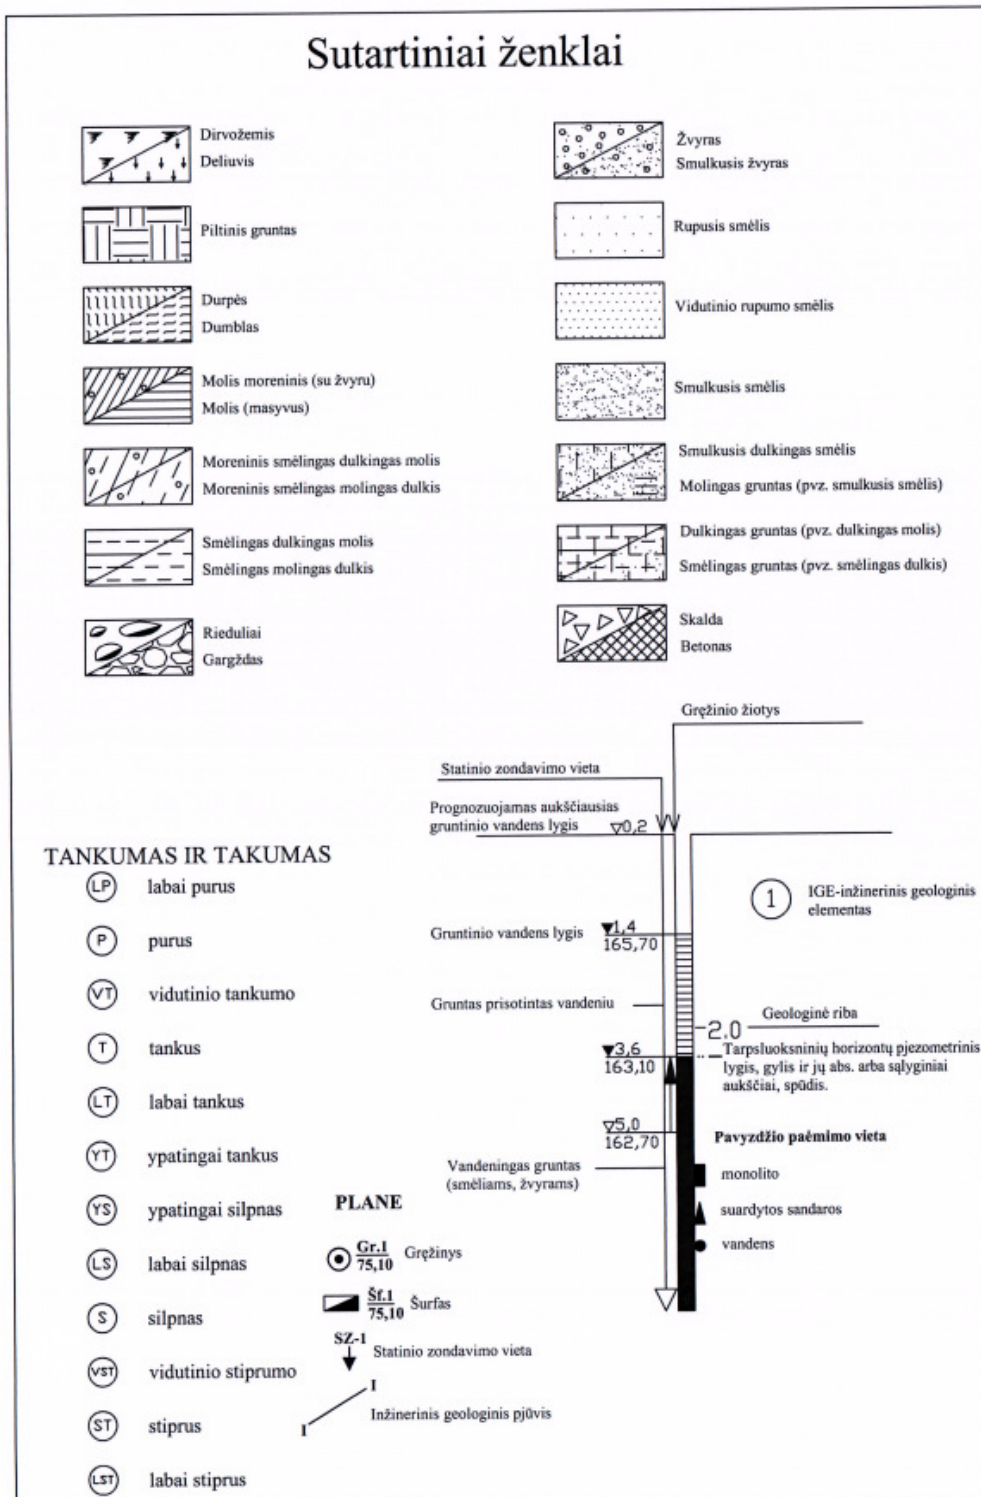 Sutartiniai ženklai
Dirvožemis
Deliuvis
Piltinis gruntas
Durpės
Dumblas
Molis moreninis (su žvyru)
Molis (masyvus)
Moreninis smėlingas dulkingas molis
Moreninis smėlingas molingas dulkis
Smėlingas dulkingas molis
Smėlingas molingas dulkis
Rieduliai
Gargždas
Žvyras
Smulkusis žvyras
Rupusis smėlis
Vidutinio rupumo smėlis
Smulkusis smėlis
Smulkusis dulkingas smėlis
Molingas gruntas (pvz. smulkusis smėlis)
Dulkingas gruntas (pvz. dulkingas molis)
Smėlingas gruntas (pvz. smėlingas dulkis)
Skalda
Betonas
Gręžinio žiotys
Statinio zondavimo vieta
Prognozuojamas aukščiausias
gruntinio vandens lygis
0,2
1 IGE-inžinerinis geologinis
elementas
Gruntinio vandens lygis
1,4
165,70
Gruntas prisotintas vandeniu
Geologinė riba
2.0
3,6
163,10
Tarpsluoksninių horizontų pjezometrinis
lygis, gylis ir jų abs. arba sąlyginiai
aukščiai, spūdis.
5,0
162,70
Pavyzdžio paėmimo vieta
Vandeningas gruntas
(smėliams, žvyrams)
monolito
suardytos sandaros
vandens
TANKUMAS IR TAKUMAS
LP labai purus
P purus
VT vidutinio tankumo
T tankus
LT labai tankus
YT ypatingai tankus
YS ypatingai silpnas
LS labai silpnas
S silpnas
VST vidutinio stiprumo
ST stiprus
LST labai stiprus
PLANE
Gr.1
75,10
Gręžinys
Šf.1
75,10
Šurfas
SZ-1
Statinio zondavimo vieta
I
I
Inžinerinis geologinis pjūvis